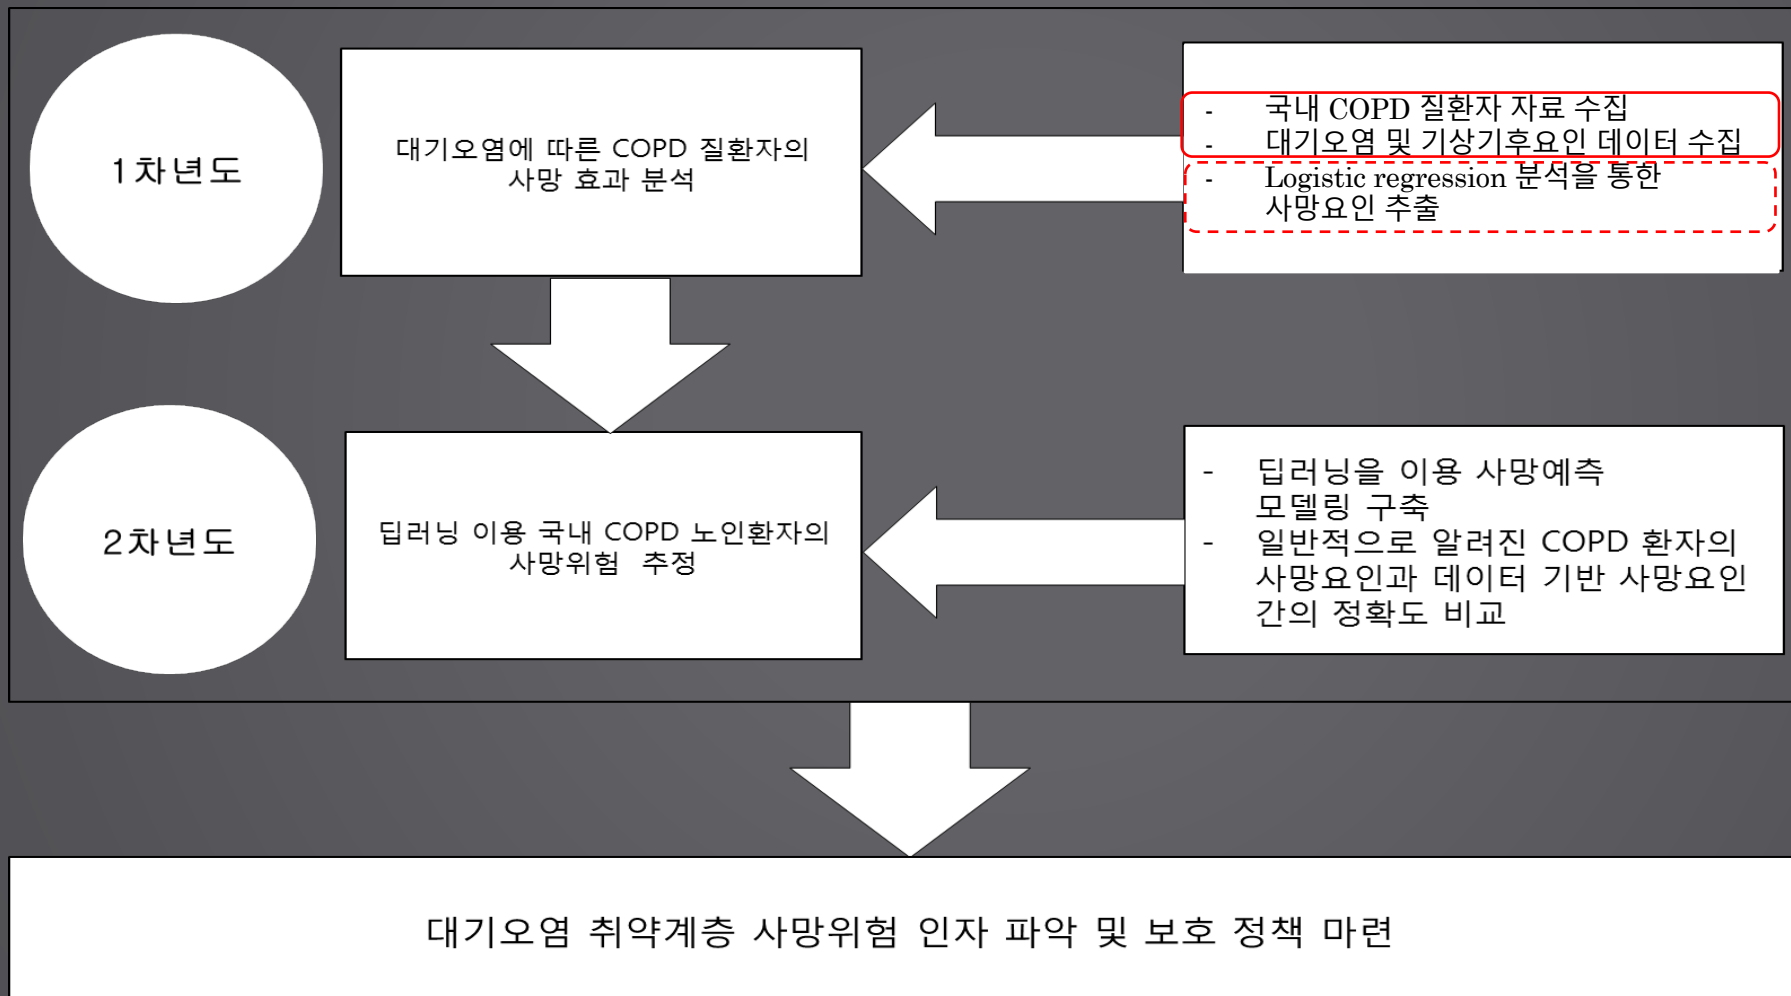 1차년도
대기오염에 따른 COPD 질환자의
사망 효과 분석
- 국내 COPD 질환자 자료 수집
- 대기오염 및 기상기후요인 데이터 수집
- Logistic regression 분석을 통한
사망요인 추출
2차년도
딥러닝 이용 국내 COPD 노인환자의
사망위험 추정
- 딥러닝을 이용 사망예측
모델링 구축
- 일반적으로 알려진 COPD 환자의
사망요인과 데이터 기반 사망요인
간의 정확도 비교
대기오염 취약계층 사망위험 인자 파악 및 보호 정책 마련